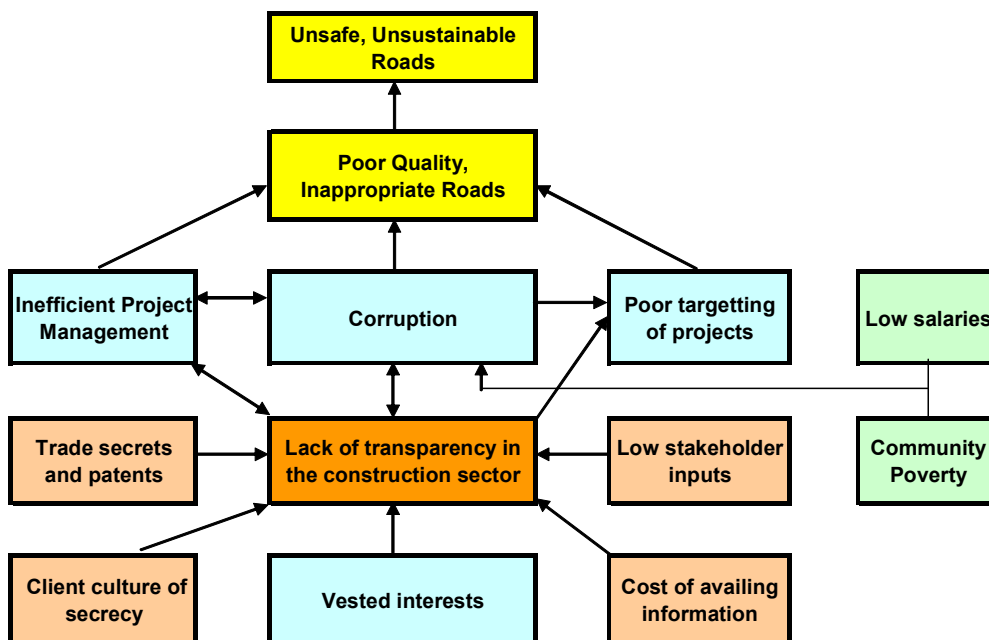 Unsafe, Unsustainable
Roads
Poor Quality,
Inappropriate Roads
Inefficient Project
Management
Corruption
Poor targetting
of projects
Low salaries
Trade secrets
and patents
Lack of transparency in
the construction sector
Low stakeholder
inputs
Community
Poverty
Client culture of
secrecy
Vested interests
Cost of availing
information